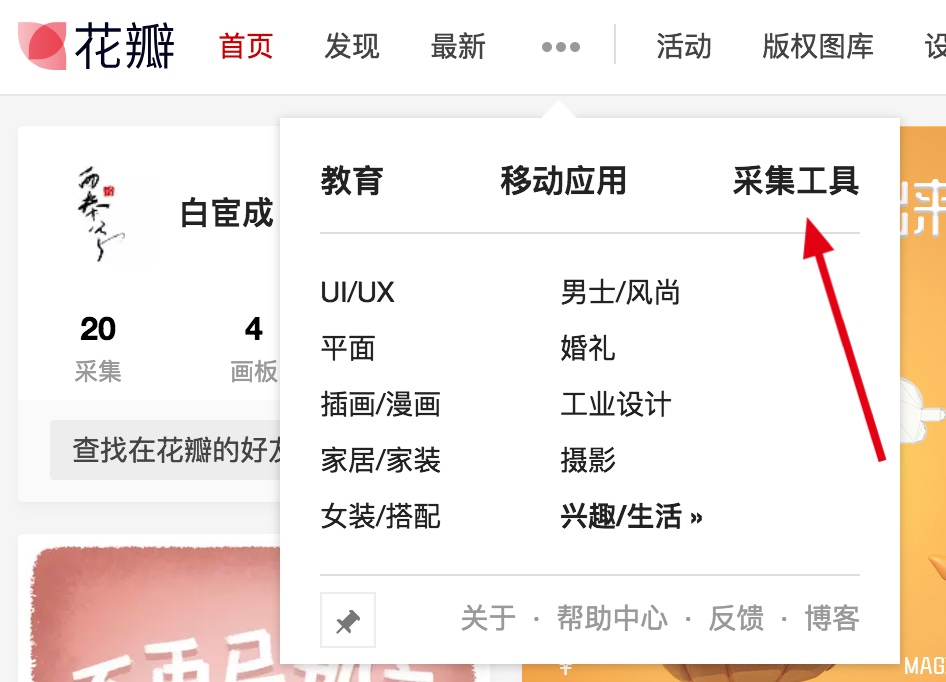 花瓣 首页 发现 最新 ••• 活动 版权图库
教育 移动应用 采集工具
白宦成
20 4
采集 画板
查找在花瓣的好
UI/UX 男士/风尚
平面 婚礼
插画/漫画 工业设计
家居/家装 摄影
女装/搭配 兴趣/生活 »
关于 · 帮助中心 · 反馈 · 博客
¥ MAG